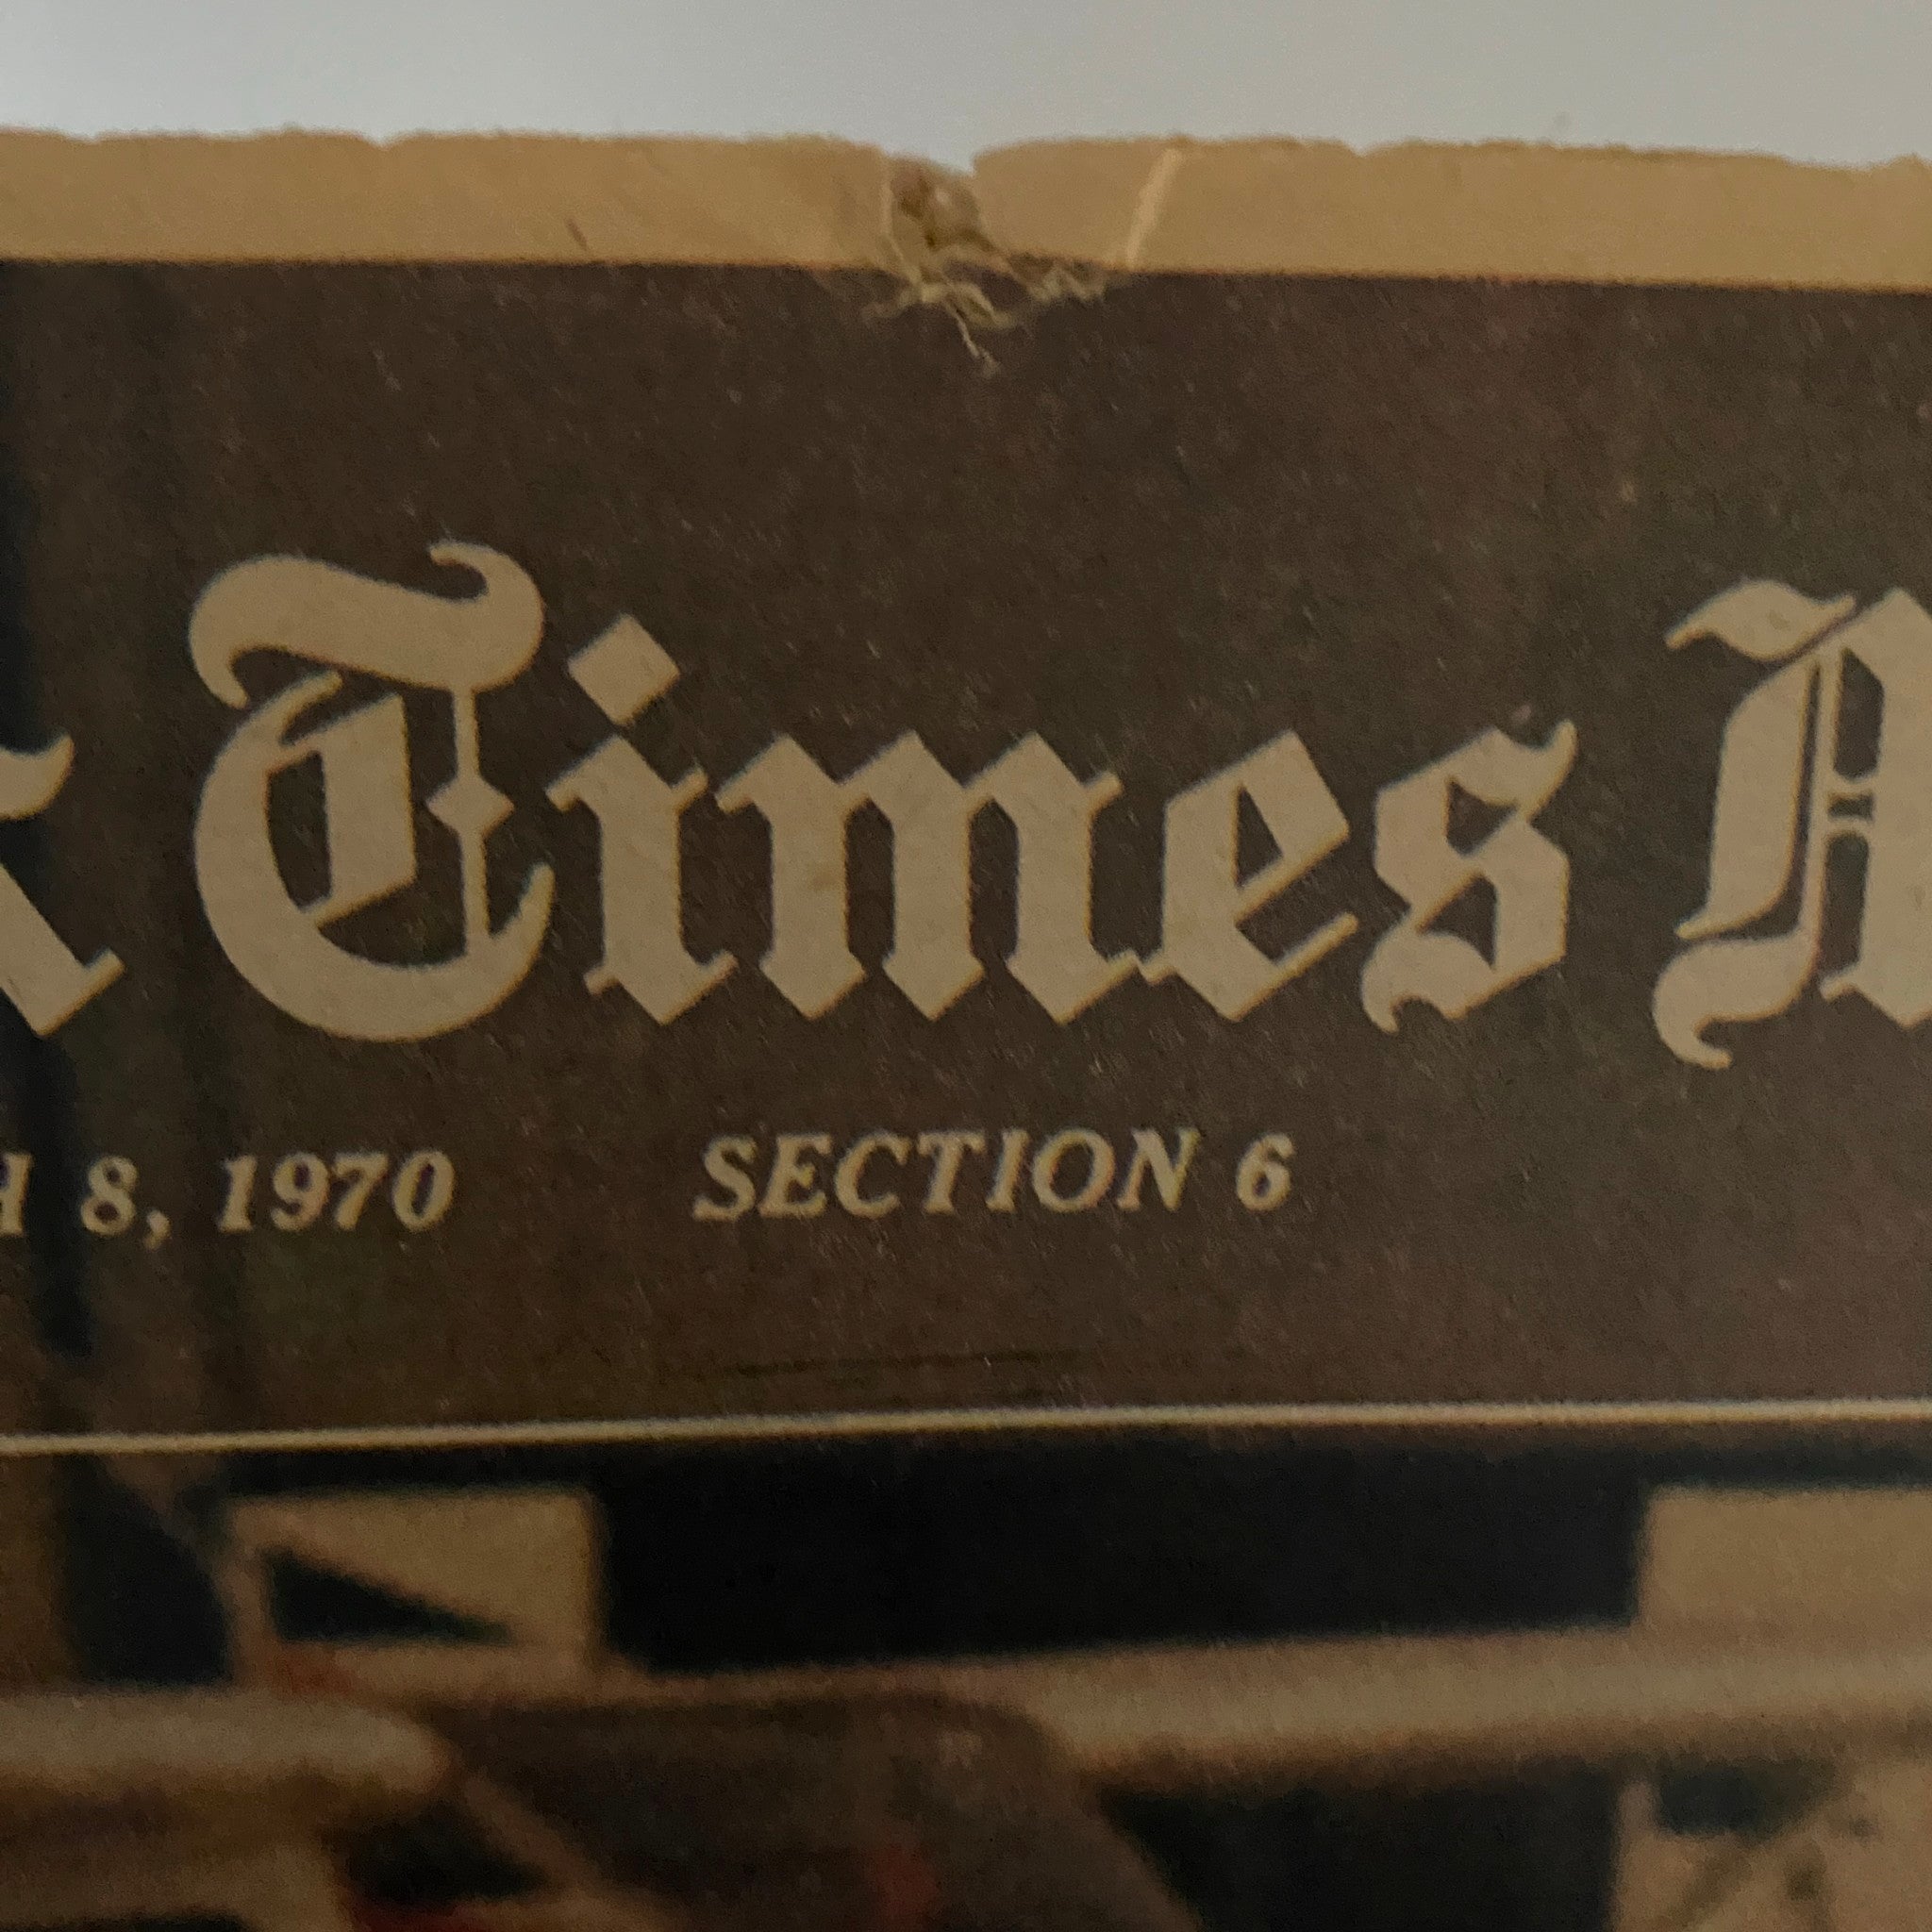 k Times M
H 8, 1970 SECTION 6